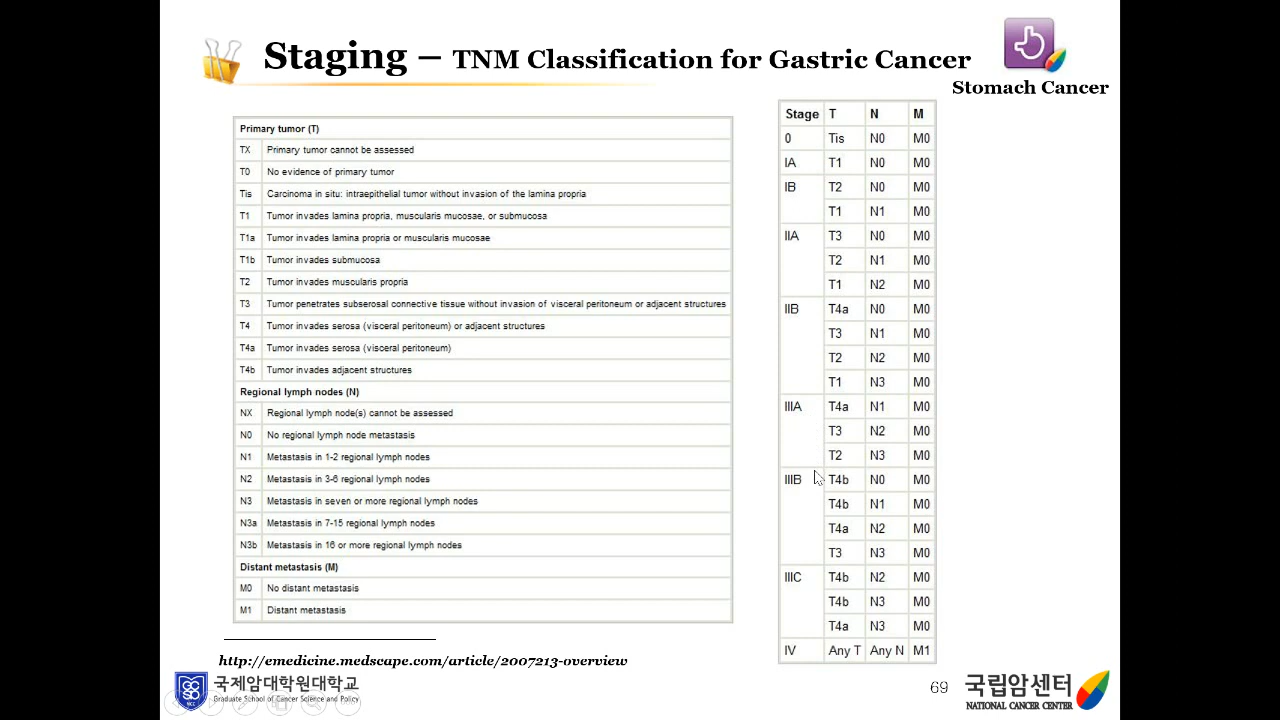 Staging – TNM Classification for Gastric Cancer
Stomach Cancer
Primary tumor (T)
TX Primary tumor cannot be assessed
T0 No evidence of primary tumor
Tis Carcinoma in situ: intraepithelial tumor without invasion of the lamina propria
T1 Tumor invades lamina propria, muscularis mucosae, or submucosa
T1a Tumor invades lamina propria or muscularis mucosae
T1b Tumor invades submucosa
T2 Tumor invades muscularis propria
T3 Tumor penetrates subserosal connective tissue without invasion of visceral peritoneum or adjacent structures
T4 Tumor invades serosa (visceral peritoneum) or adjacent structures
T4a Tumor invades serosa (visceral peritoneum)
T4b Tumor invades adjacent structures
Regional lymph nodes (N)
NX Regional lymph node(s) cannot be assessed
N0 No regional lymph node metastasis
N1 Metastasis in 1-2 regional lymph nodes
N2 Metastasis in 3-6 regional lymph nodes
N3 Metastasis in seven or more regional lymph nodes
N3a Metastasis in 7-15 regional lymph nodes
N3b Metastasis in 16 or more regional lymph nodes
Distant metastasis (M)
M0 No distant metastasis
M1 Distant metastasis
Stage T N M
0 Tis N0 M0
IA T1 N0 M0
IB T2 N0 M0
T1 N1 M0
IIA T3 N0 M0
T2 N1 M0
T1 N2 M0
IIB T4a N0 M0
T3 N1 M0
T2 N2 M0
T1 N3 M0
IIIA T4a N1 M0
T3 N2 M0
T2 N3 M0
IIIB T4b N0 M0
T4b N1 M0
T4a N2 M0
T3 N3 M0
IIIC T4b N2 M0
T4b N3 M0
T4a N3 M0
IV Any T Any N M1
http://emedicine.medscape.com/article/2007213-overview
국제암대학원대학교
Graduate School of Cancer Science and Policy
69
국립암센터
NATIONAL CANCER CENTER